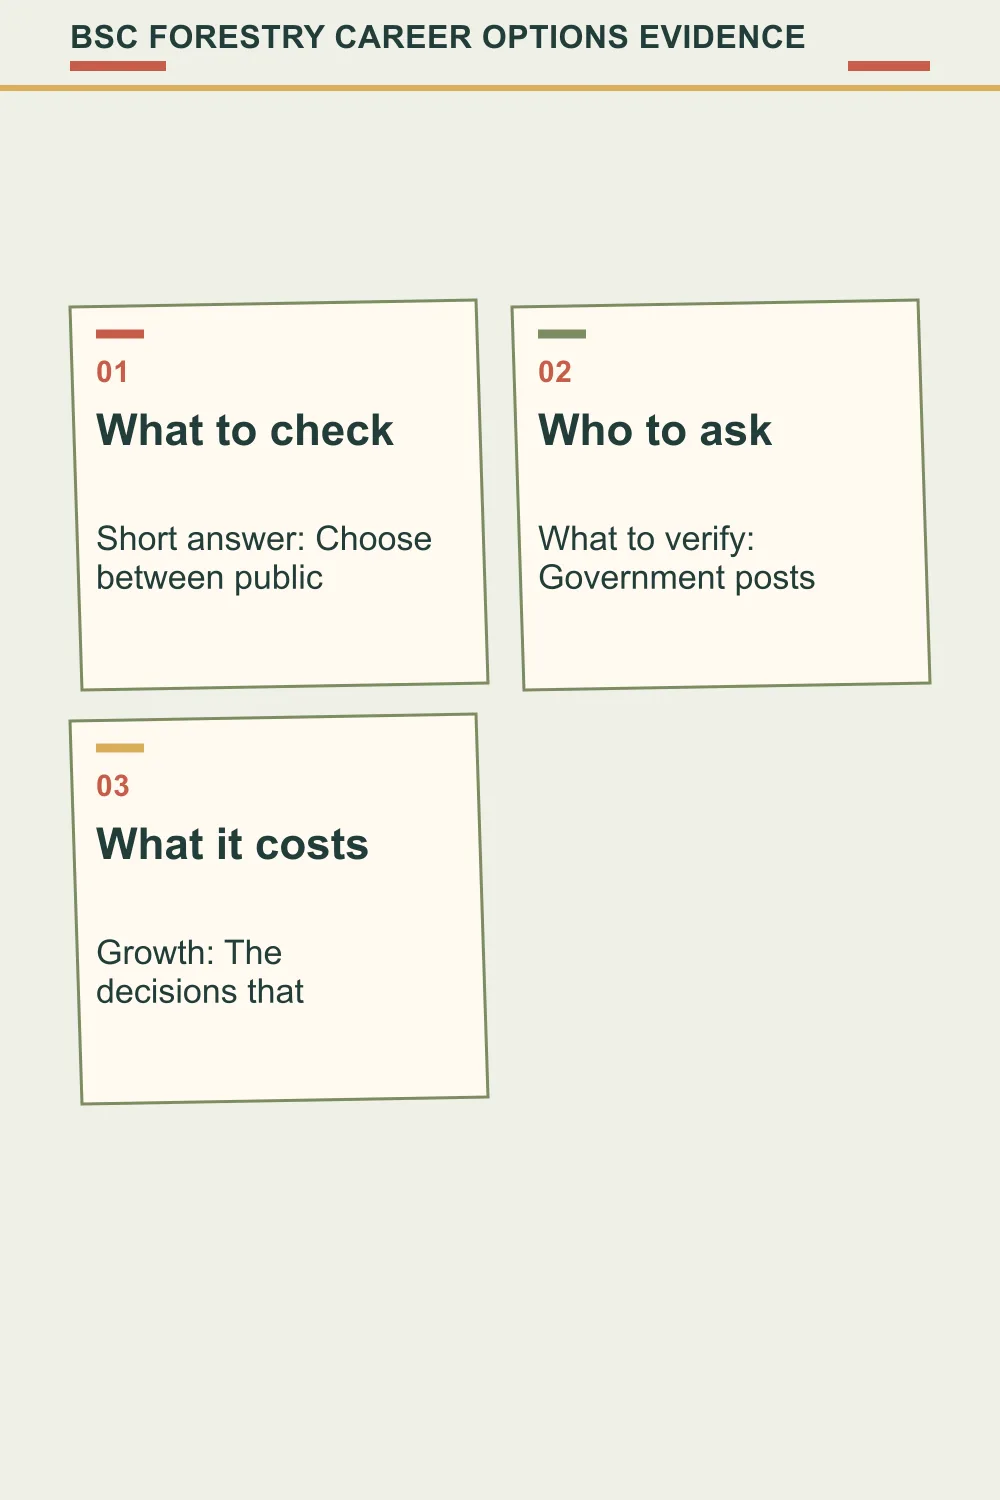 BSC FORESTRY CAREER OPTIONS EVIDENCE
01
What to check
Short answer: Choose
between public
02
Who to ask
What to verify:
Government posts
03
What it costs
Growth: The
decisions that